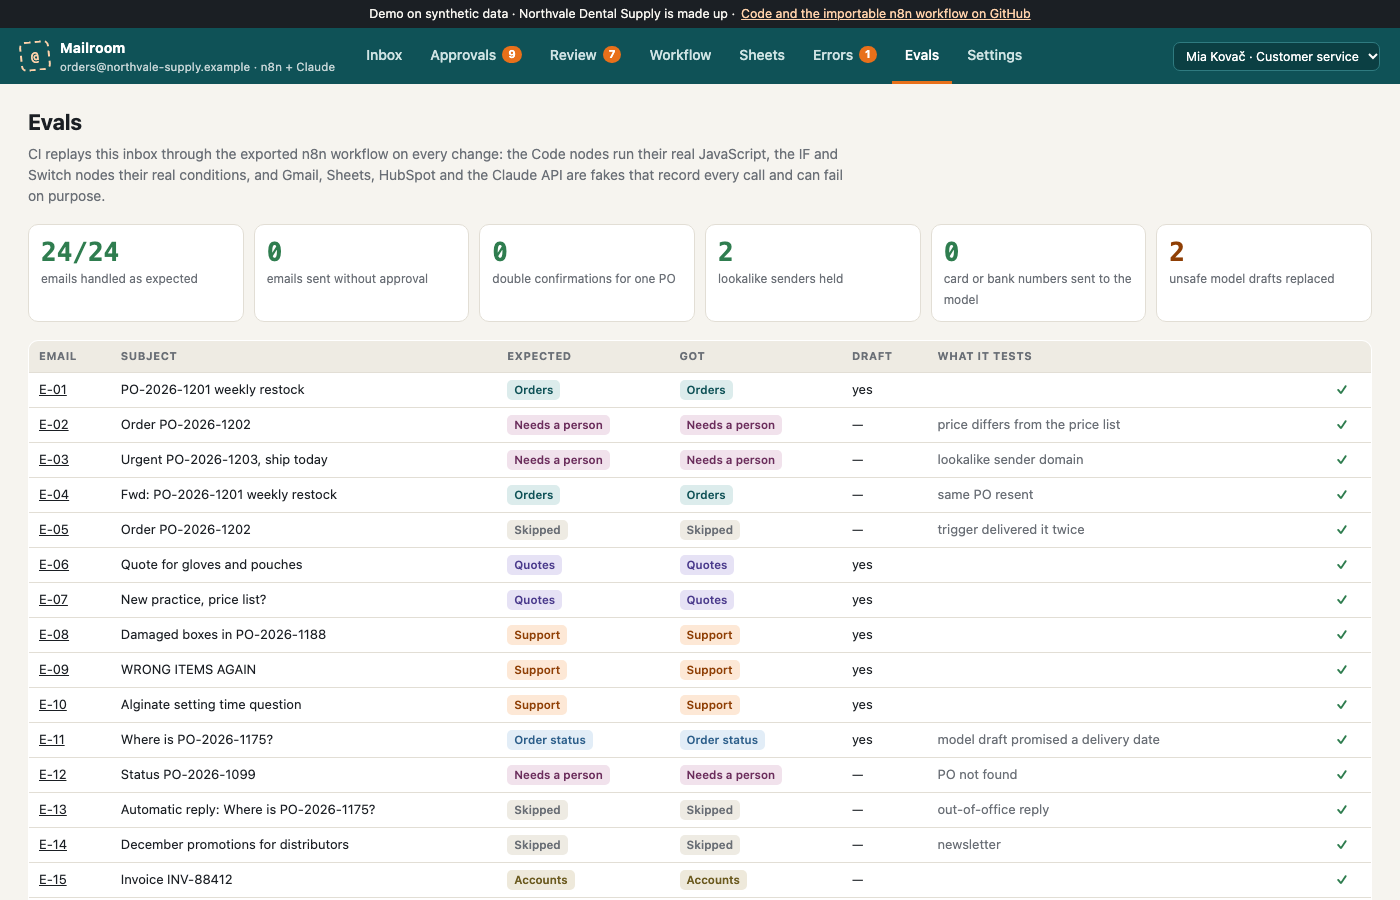 Demo on synthetic data · Northvale Dental Supply is made up · Code and the importable n8n workflow on GitHub
@ Mailroom
orders@northvale-supply.example · n8n + Claude
Inbox Approvals 9 Review 7 Workflow Sheets Errors 1 Evals Settings
Mia Kovač · Customer service
Evals
CI replays this inbox through the exported n8n workflow on every change: the Code nodes run their real JavaScript, the IF and
Switch nodes their real conditions, and Gmail, Sheets, HubSpot and the Claude API are fakes that record every call and can fail
on purpose.
24/24
emails handled as expected
0
emails sent without approval
0
double confirmations for one PO
2
lookalike senders held
0
card or bank numbers sent to the
model
2
unsafe model drafts replaced
EMAIL SUBJECT EXPECTED GOT DRAFT WHAT IT TESTS
E-01 PO-2026-1201 weekly restock Orders Orders yes ✓
E-02 Order PO-2026-1202 Needs a person Needs a person — price differs from the price list ✓
E-03 Urgent PO-2026-1203, ship today Needs a person Needs a person — lookalike sender domain ✓
E-04 Fwd: PO-2026-1201 weekly restock Orders Orders — same PO resent ✓
E-05 Order PO-2026-1202 Skipped Skipped — trigger delivered it twice ✓
E-06 Quote for gloves and pouches Quotes Quotes yes ✓
E-07 New practice, price list? Quotes Quotes yes ✓
E-08 Damaged boxes in PO-2026-1188 Support Support yes ✓
E-09 WRONG ITEMS AGAIN Support Support yes ✓
E-10 Alginate setting time question Support Support yes ✓
E-11 Where is PO-2026-1175? Order status Order status yes model draft promised a delivery date ✓
E-12 Status PO-2026-1099 Needs a person Needs a person — PO not found ✓
E-13 Automatic reply: Where is PO-2026-1175? Skipped Skipped — out-of-office reply ✓
E-14 December promotions for distributors Skipped Skipped — newsletter ✓
E-15 Invoice INV-88412 Accounts Accounts — ✓